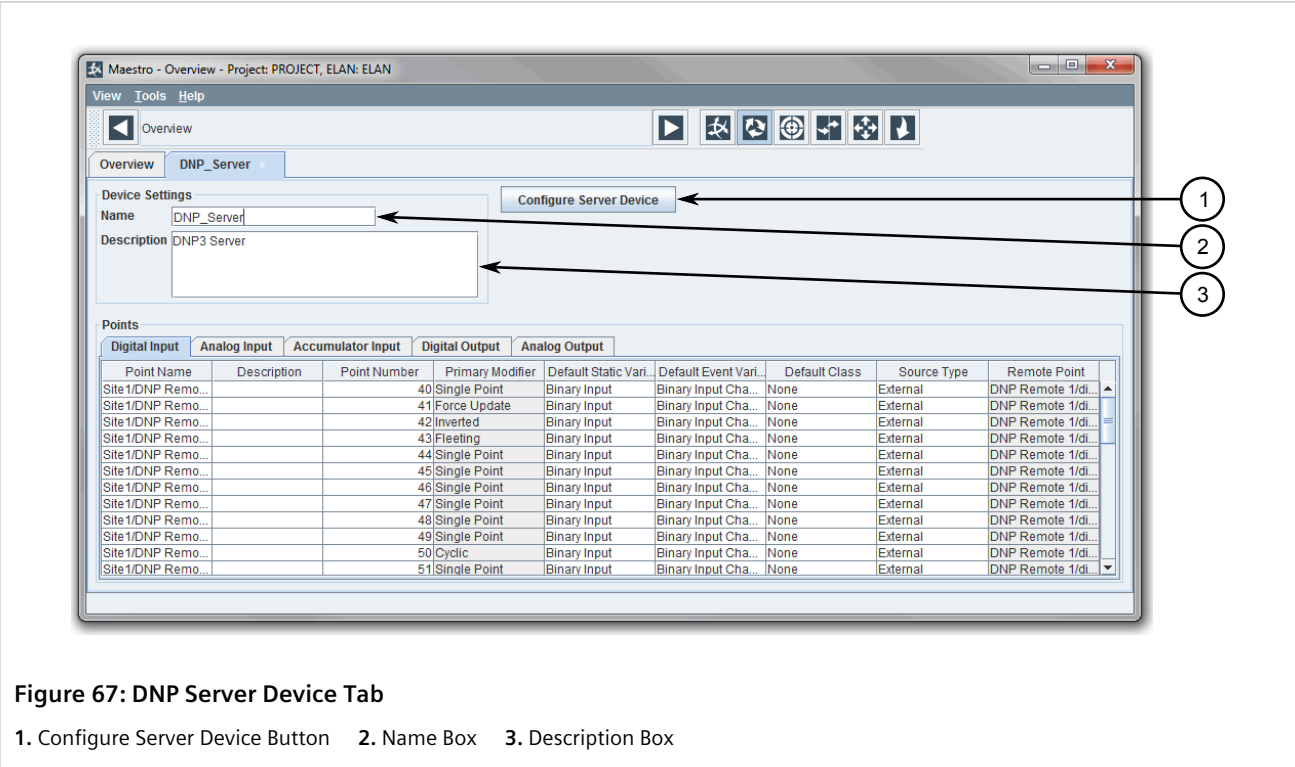 Maestro - Overview - Project: PROJECT, ELAN: ELAN
View Tools Help
Overview
Overview DNP_Server x
Device Settings
Configure Server Device
1
Name DNP_Server
2
Description DNP3 Server
3
Points
Digital Input Analog Input Accumulator Input Digital Output Analog Output
Point Name Description Point Number Primary Modifier Default Static Vari... Default Event Vari... Default Class Source Type Remote Point
Site1/DNP Remo... 40 Single Point Binary Input Binary Input Cha... None External DNP Remote 1/di...
Site1/DNP Remo... 41 Force Update Binary Input Binary Input Cha... None External DNP Remote 1/di...
Site1/DNP Remo... 42 Inverted Binary Input Binary Input Cha... None External DNP Remote 1/di...
Site1/DNP Remo... 43 Fleeting Binary Input Binary Input Cha... None External DNP Remote 1/di...
Site1/DNP Remo... 44 Single Point Binary Input Binary Input Cha... None External DNP Remote 1/di...
Site1/DNP Remo... 45 Single Point Binary Input Binary Input Cha... None External DNP Remote 1/di...
Site1/DNP Remo... 46 Single Point Binary Input Binary Input Cha... None External DNP Remote 1/di...
Site1/DNP Remo... 47 Single Point Binary Input Binary Input Cha... None External DNP Remote 1/di...
Site1/DNP Remo... 48 Single Point Binary Input Binary Input Cha... None External DNP Remote 1/di...
Site1/DNP Remo... 49 Single Point Binary Input Binary Input Cha... None External DNP Remote 1/di...
Site1/DNP Remo... 50 Cyclic Binary Input Binary Input Cha... None External DNP Remote 1/di...
Site1/DNP Remo... 51 Single Point Binary Input Binary Input Cha... None External DNP Remote 1/di...
Figure 67: DNP Server Device Tab
1. Configure Server Device Button 2. Name Box 3. Description Box